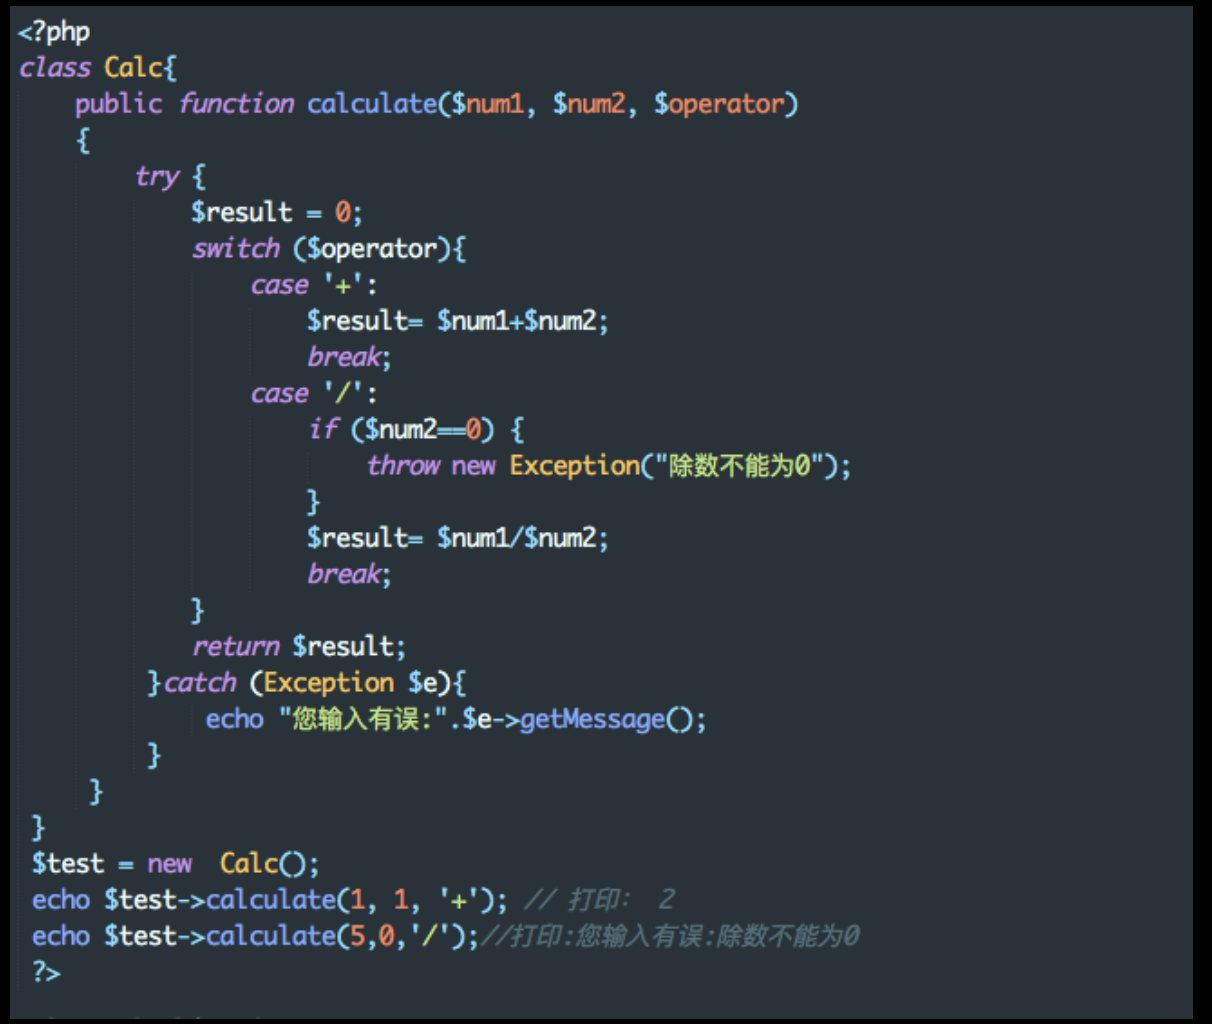 <?php
class Calc{
public function calculate($num1, $num2, $operator)
{
try {
$result = 0;
switch ($operator){
case '+':
$result= $num1+$num2;
break;
case '/':
if ($num2==0) {
throw new Exception("除数不能为0");
}
$result= $num1/$num2;
break;
}
return $result;
}catch (Exception $e){
echo "您输入有误:".$e->getMessage();
}
}
}
$test = new  Calc();
echo $test->calculate(1, 1, '+'); // 打印： 2
echo $test->calculate(5,0,'/');//打印:您输入有误:除数不能为0
?>